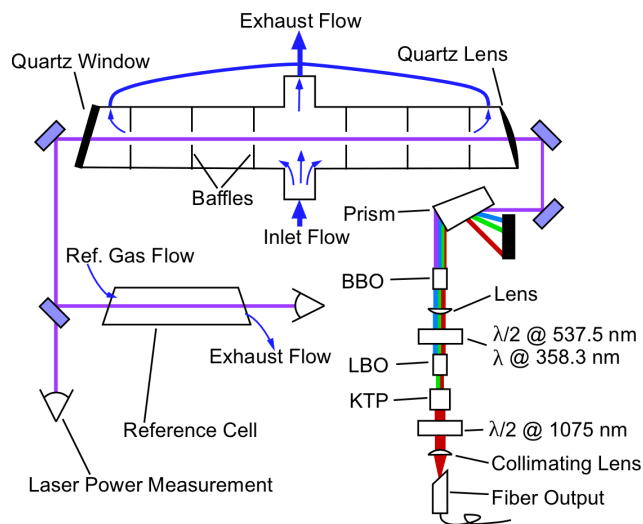 Exhaust Flow
Quartz Window
Quartz Lens
Baffles
Inlet Flow
Prism
Ref. Gas Flow
BBO
Lens
λ/2 @ 537.5 nm
λ @ 358.3 nm
Exhaust Flow
LBO
KTP
Reference Cell
λ/2 @ 1075 nm
Collimating Lens
Laser Power Measurement
Fiber Output